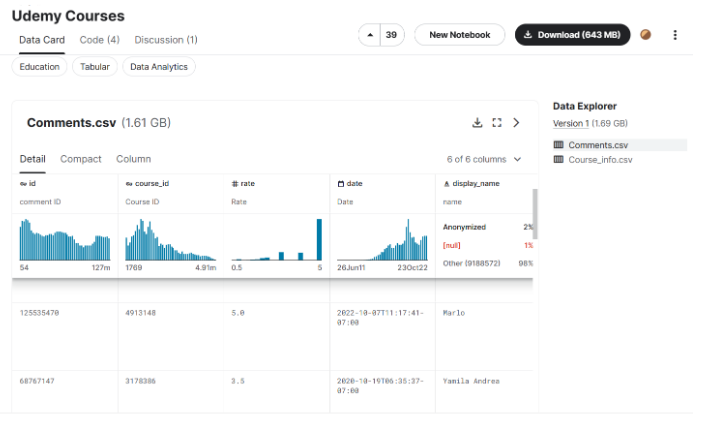 Udemy Courses
Data Card Code (4) Discussion (1)
39
New Notebook
Download (643 MB)
Education Tabular Data Analytics
Comments.csv (1.61 GB)
Detail Compact Column
6 of 6 columns
id course_id # rate date display_name
comment ID Course ID Rate Date name
54 127m
1769 4.91m
0.5 5
26Jun11 23Oct22
Anonymized 2%
[null] 1%
Other (9188572) 98%
125535470 4913148 5.0 2022-10-07T11:17:41-07:00 Marlo
68767147 3178386 3.5 2020-10-19T06:35:37-07:00 Yamila Andrea
Data Explorer
Version 1 (1.69 GB)
Comments.csv
Course_info.csv